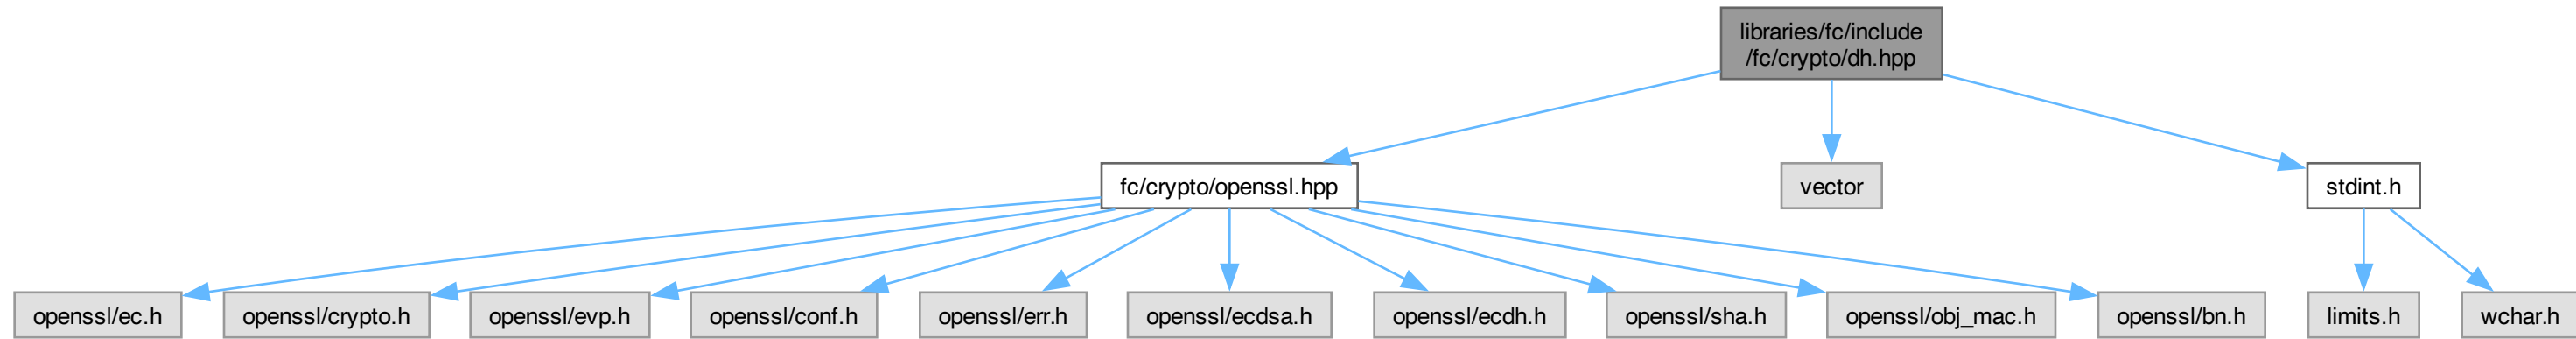 libraries/fc/include
/fc/crypto/dh.hpp
fc/crypto/openssl.hpp
vector
stdint.h
openssl/ec.h
openssl/crypto.h
openssl/evp.h
openssl/conf.h
openssl/err.h
openssl/ecdsa.h
openssl/ecdh.h
openssl/sha.h
openssl/obj_mac.h
openssl/bn.h
limits.h
wchar.h